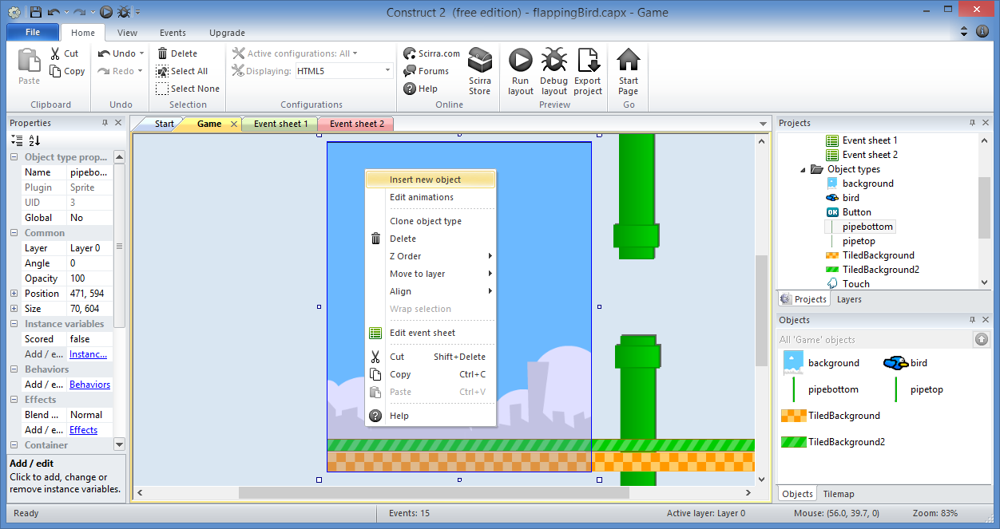 Construct 2  (free edition) - flappingBird.capx - Game
File Home View Events Upgrade
Paste
Cut
Copy
Clipboard
Undo
Redo
Undo
Delete
Select All
Select None
Selection
Active configurations: All
Displaying: HTML5
Configurations
Scirra.com
Forums
Help
Scirra Store
Online
Run layout
Debug layout
Export project
Preview
Start Page
Go
Properties
Object type prop...
Name pipebo...
Plugin Sprite
UID 3
Global No
Common
Layer Layer 0
Angle 0
Opacity 100
Position 471, 594
Size 70, 604
Instance variables
Scored false
Add / e... Instanc...
Behaviors
Add / e... Behaviors
Effects
Blend ... Normal
Add / e... Effects
Container
Add / edit
Click to add, change or
remove instance variables.
Start Game Event sheet 1 Event sheet 2
Insert new object
Edit animations
Clone object type
Delete
Z Order
Move to layer
Align
Wrap selection
Edit event sheet
Cut Shift+Delete
Copy Ctrl+C
Paste Ctrl+V
Help
Projects
Event sheet 1
Event sheet 2
Object types
background
bird
OK Button
pipebottom
pipetop
TiledBackground
TiledBackground2
Touch
Projects Layers
Objects
All 'Game' objects
background bird
pipebottom pipetop
TiledBackground
TiledBackground2
Objects Tilemap
Ready Events: 15 Active layer: Layer 0 Mouse: (56.0, 39.7, 0) Zoom: 83%